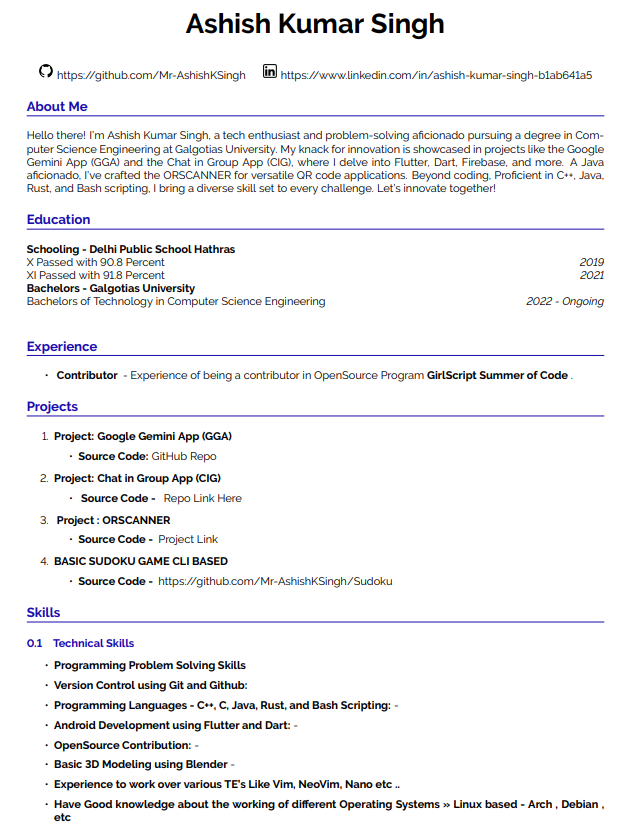 Ashish Kumar Singh
https://github.com/Mr-AshishKSingh https://www.linkedin.com/in/ashish-kumar-singh-b1ab641a5
About Me
Hello there! I'm Ashish Kumar Singh, a tech enthusiast and problem-solving aficionado pursuing a degree in Com-
puter Science Engineering at Galgotias University. My knack for innovation is showcased in projects like the Google
Gemini App (GGA) and the Chat in Group App (CIG), where I delve into Flutter, Dart, Firebase, and more. A Java
aficionado, I've crafted the ORSCANNER for versatile QR code applications. Beyond coding, Proficient in C++, Java,
Rust, and Bash scripting, I bring a diverse skill set to every challenge. Let's innovate together!
Education
Schooling - Delhi Public School Hathras
X Passed with 90.8 Percent 2019
XI Passed with 91.8 Percent 2021
Bachelors - Galgotias University
Bachelors of Technology in Computer Science Engineering 2022 - Ongoing
Experience
• Contributor - Experience of being a contributor in OpenSource Program GirlScript Summer of Code .
Projects
1. Project: Google Gemini App (GGA)
• Source Code: GitHub Repo
2. Project: Chat in Group App (CIG)
• Source Code - Repo Link Here
3. Project : ORSCANNER
• Source Code - Project Link
4. BASIC SUDOKU GAME CLI BASED
• Source Code - https://github.com/Mr-AshishKSingh/Sudoku
Skills
0.1 Technical Skills
• Programming Problem Solving Skills
• Version Control using Git and Github:
• Programming Languages - C++, C, Java, Rust, and Bash Scripting: -
• Android Development using Flutter and Dart: -
• OpenSource Contribution: -
• Basic 3D Modeling using Blender -
• Experience to work over various TE's Like Vim, NeoVim, Nano etc ..
• Have Good knowledge about the working of different Operating Systems » Linux based - Arch , Debian ,
etc